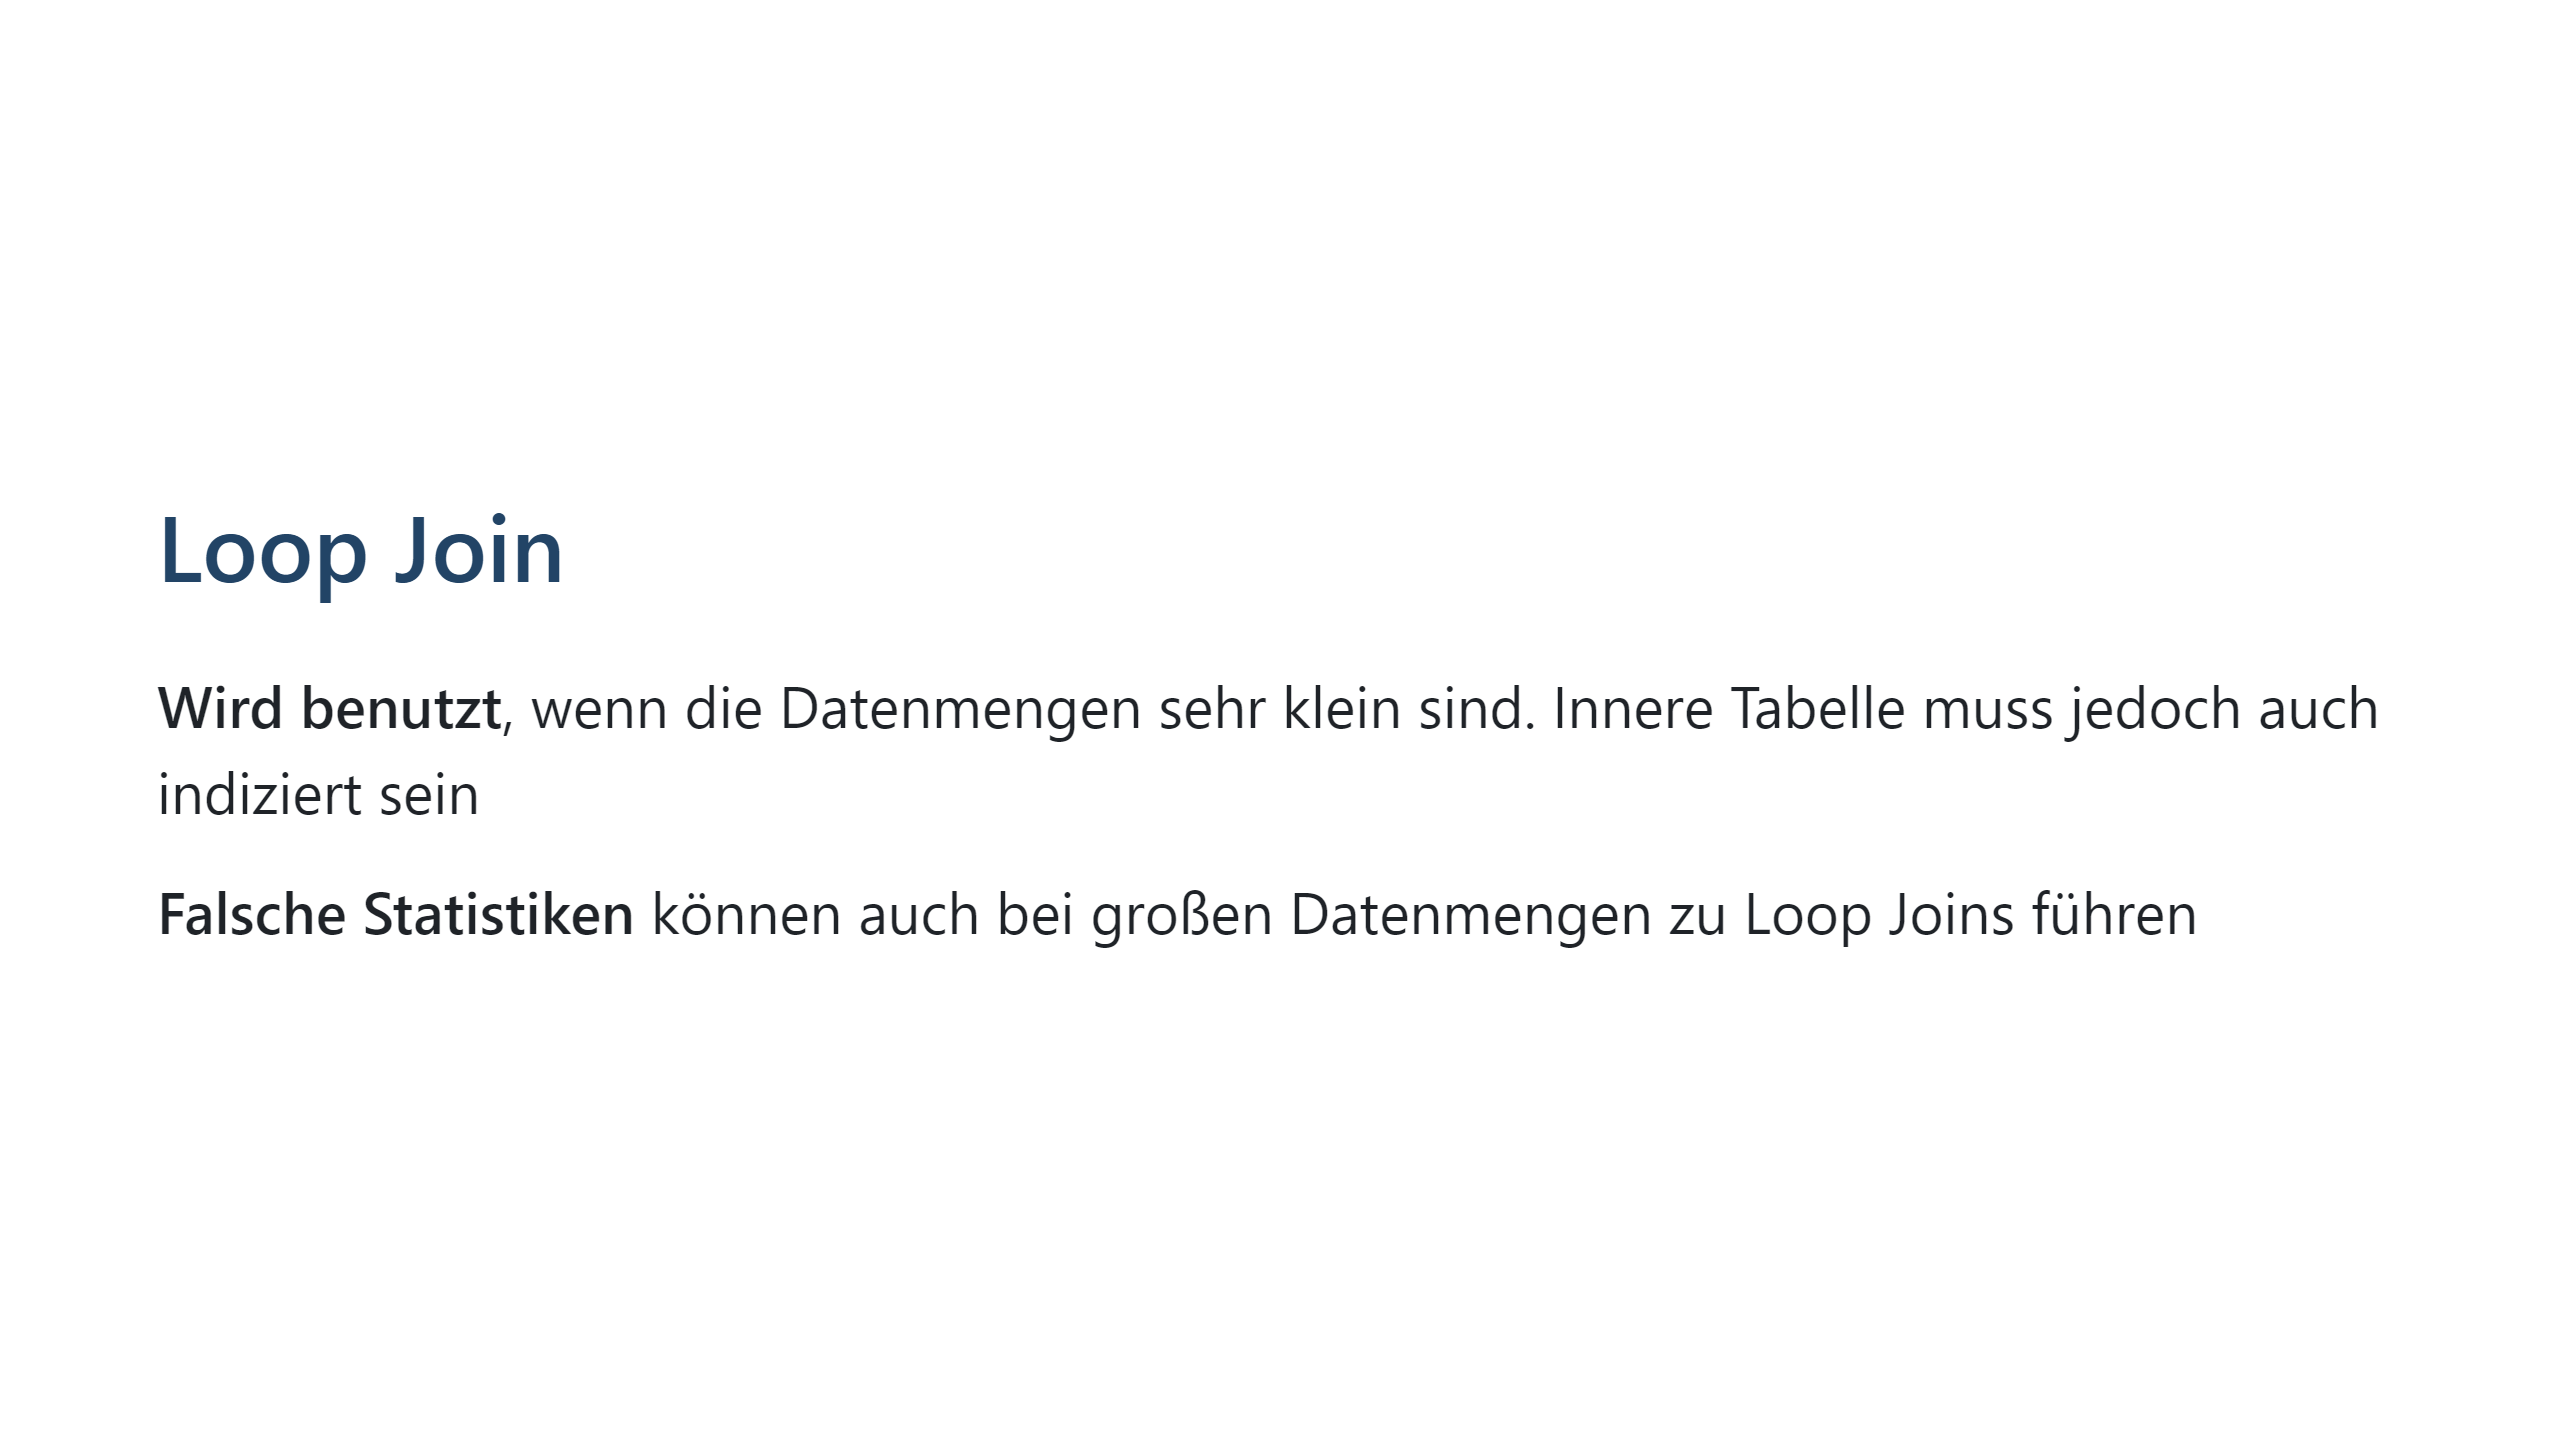 Loop Join
Wird benutzt, wenn die Datenmengen sehr klein sind. Innere Tabelle muss jedoch auch
indiziert sein
Falsche Statistiken können auch bei großen Datenmengen zu Loop Joins führen